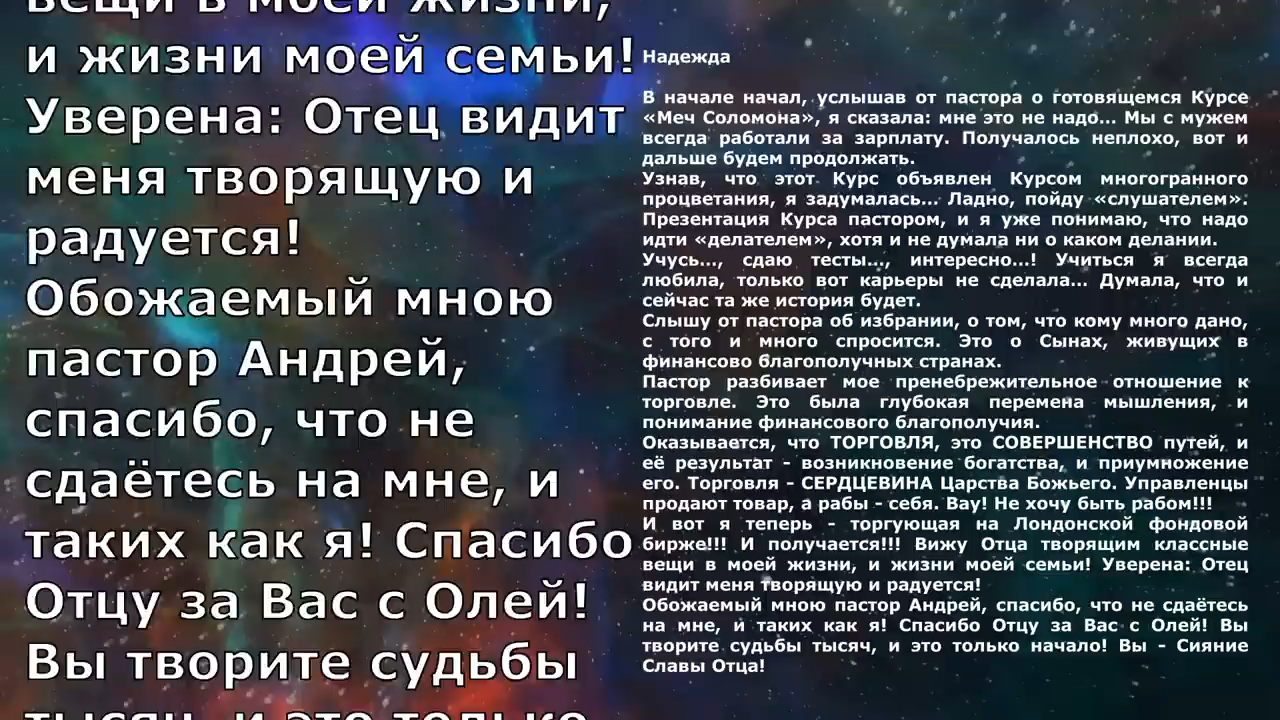 вещи в моей жизни,
и жизни моей семьи!
Уверена: Отец видит
меня творящую и
радуется!
Обожаемый мною
пастор Андрей,
спасибо, что не
сдаётесь на мне, и
таких как я! Спасибо
Отцу за Вас с Олей!
Вы творите судьбы
тысяч, и это только
Надежда
В начале начал, услышав от пастора о готовящемся Курсе
«Меч Соломона», я сказала: мне это не надо... Мы с мужем
всегда работали за зарплату. Получалось неплохо, вот и
дальше будем продолжать.
Узнав, что этот Курс объявлен Курсом многогранного
процветания, я задумалась... Ладно, пойду «слушателем».
Презентация Курса пастором, и я уже понимаю, что надо
идти «делателем», хотя и не думала ни о каком делании.
Учусь..., сдаю тесты..., интересно...! Учиться я всегда
любила, только вот карьеры не сделала... Думала, что и
сейчас та же история будет.
Слышу от пастора об избрании, о том, что кому много дано,
с того и много спросится. Это о Сынах, живущих в
финансово благополучных странах.
Пастор разбивает мое пренебрежительное отношение к
торговле. Это была глубокая перемена мышления, и
понимание финансового благополучия.
Оказывается, что ТОРГОВЛЯ, это СОВЕРШЕНСТВО путей, и
её результат - возникновение богатства, и приумножение
его. Торговля - СЕРДЦЕВИНА Царства Божьего. Управленцы
продают товар, а рабы - себя. Вау! Не хочу быть рабом!!!
И вот я теперь - торгующая на Лондонской фондовой
бирже!!! И получается!!! Вижу Отца творящим классные
вещи в моей жизни, и жизни моей семьи! Уверена: Отец
видит меня творящую и радуется!
Обожаемый мною пастор Андрей, спасибо, что не сдаётесь
на мне, и таких как я! Спасибо Отцу за Вас с Олей! Вы
творите судьбы тысяч, и это только начало! Вы - Сияние
Славы Отца!